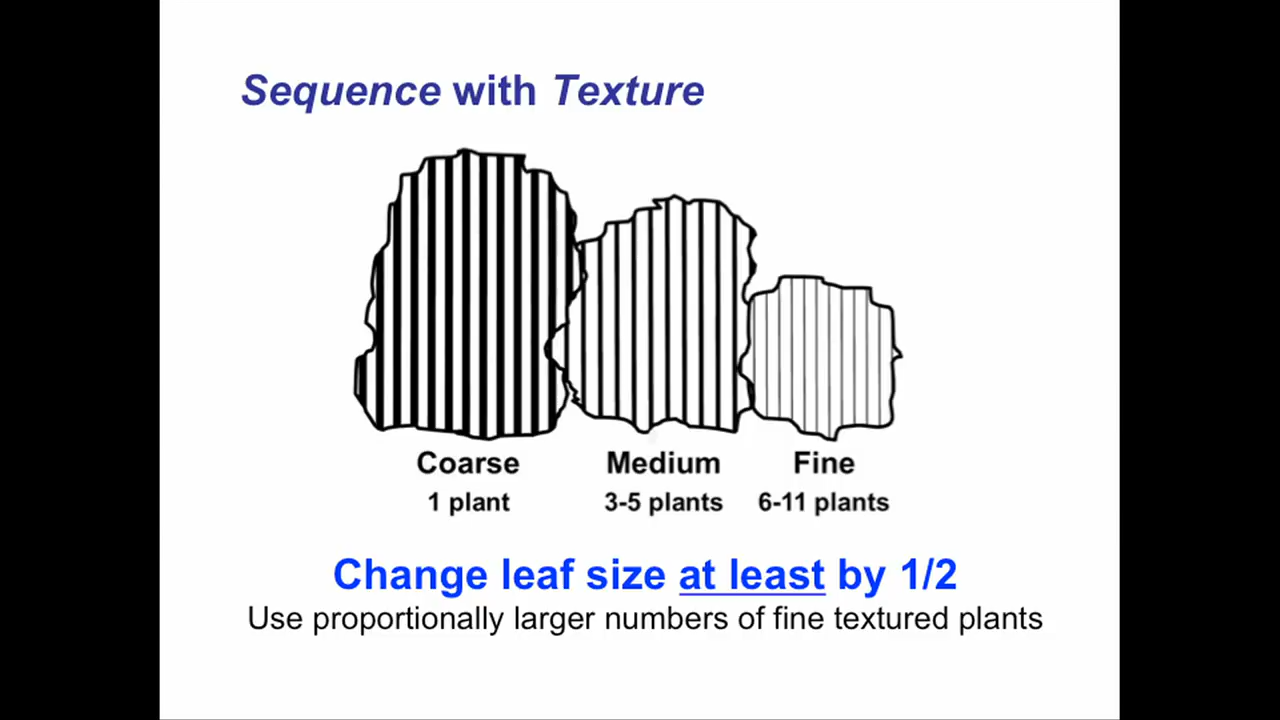 Sequence with Texture
Coarse Medium Fine
1 plant 3-5 plants 6-11 plants
Change leaf size at least by 1/2
Use proportionally larger numbers of fine textured plants